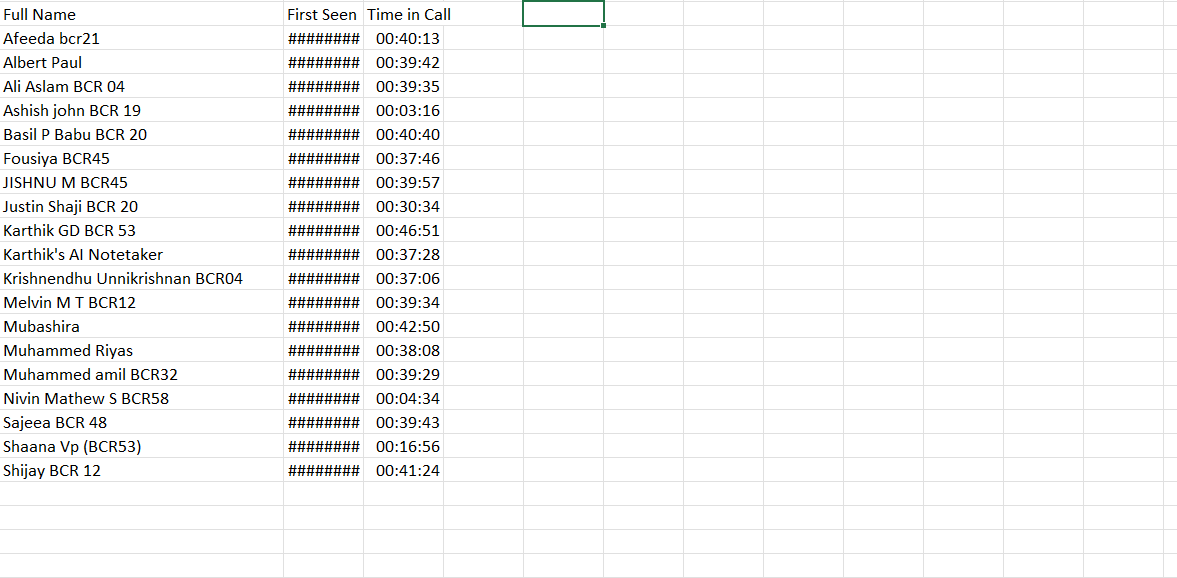 Full Name First Seen Time in Call
Afeeda bcr21 ######## 00:40:13
Albert Paul ######## 00:39:42
Ali Aslam BCR 04 ######## 00:39:35
Ashish john BCR 19 ######## 00:03:16
Basil P Babu BCR 20 ######## 00:40:40
Fousiya BCR45 ######## 00:37:46
JISHNU M BCR45 ######## 00:39:57
Justin Shaji BCR 20 ######## 00:30:34
Karthik GD BCR 53 ######## 00:46:51
Karthik's AI Notetaker ######## 00:37:28
Krishnendhu Unnikrishnan BCR04 ######## 00:37:06
Melvin M T BCR12 ######## 00:39:34
Mubashira ######## 00:42:50
Muhammed Riyas ######## 00:38:08
Muhammed amil BCR32 ######## 00:39:29
Nivin Mathew S BCR58 ######## 00:04:34
Sajeea BCR 48 ######## 00:39:43
Shaana Vp (BCR53) ######## 00:16:56
Shijay BCR 12 ######## 00:41:24